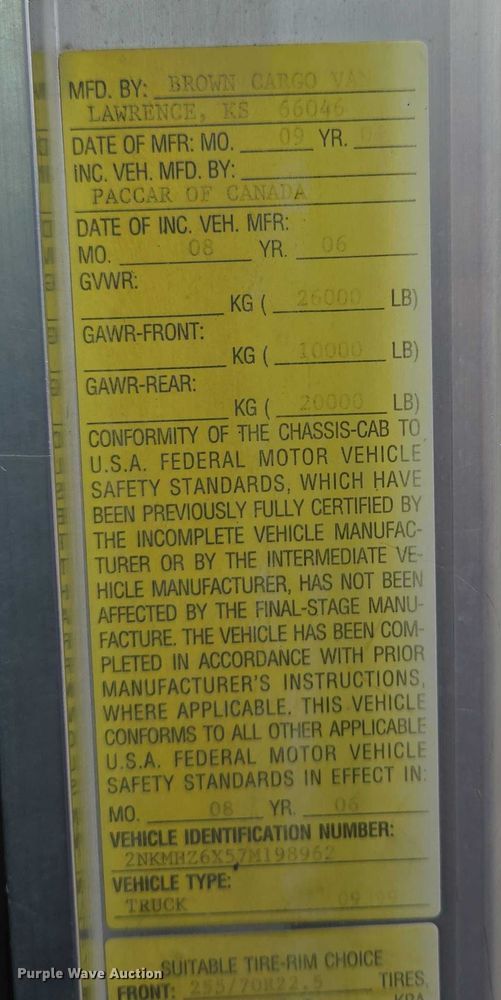 MFD. BY: BROWN CARGO VAN
LAWRENCE, KS 66046
DATE OF MFR: MO. 09 YR.
INC. VEH. MFD. BY:
PACCAR OF CANADA
DATE OF INC. VEH. MFR:
MO. 08 YR. 06
GVWR:
KG ( 26000 LB)
GAWR-FRONT:
KG ( 10000 LB)
GAWR-REAR:
KG ( 20000 LB)
CONFORMITY OF THE CHASSIS-CAB TO
U.S.A. FEDERAL MOTOR VEHICLE
SAFETY STANDARDS, WHICH HAVE
BEEN PREVIOUSLY FULLY CERTIFIED BY
THE INCOMPLETE VEHICLE MANUFAC-
TURER OR BY THE INTERMEDIATE VE-
HICLE MANUFACTURER, HAS NOT BEEN
AFFECTED BY THE FINAL-STAGE MANU-
FACTURE. THE VEHICLE HAS BEEN COM-
PLETED IN ACCORDANCE WITH PRIOR
MANUFACTURER'S INSTRUCTIONS,
WHERE APPLICABLE. THIS VEHICLE
CONFORMS TO ALL OTHER APPLICABLE
U.S.A. FEDERAL MOTOR VEHICLE
SAFETY STANDARDS IN EFFECT IN:
MO. 08 YR. 06
VEHICLE IDENTIFICATION NUMBER:
2NKMHZ6X57M198962
VEHICLE TYPE:
TRUCK
SUITABLE TIRE-RIM CHOICE
FRONT: 255/70R22.5 TIRES,
Purple Wave Auction